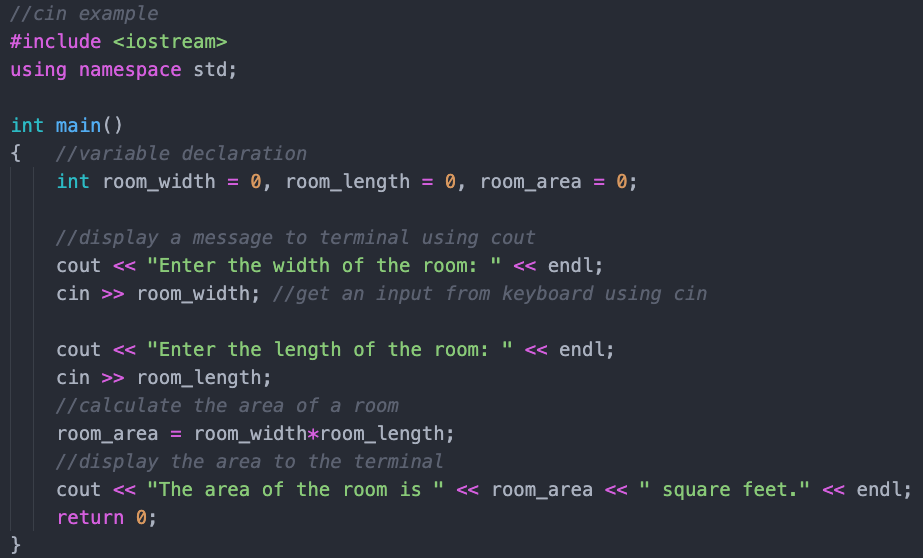 //cin example
#include <iostream>
using namespace std;

int main()
{   //variable declaration
    int room_width = 0, room_length = 0, room_area = 0;

    //display a message to terminal using cout
    cout << "Enter the width of the room: " << endl;
    cin >> room_width; //get an input from keyboard using cin

    cout << "Enter the length of the room: " << endl;
    cin >> room_length;
    //calculate the area of a room
    room_area = room_width*room_length;
    //display the area to the terminal
    cout << "The area of the room is " << room_area << " square feet." << endl;
    return 0;
}